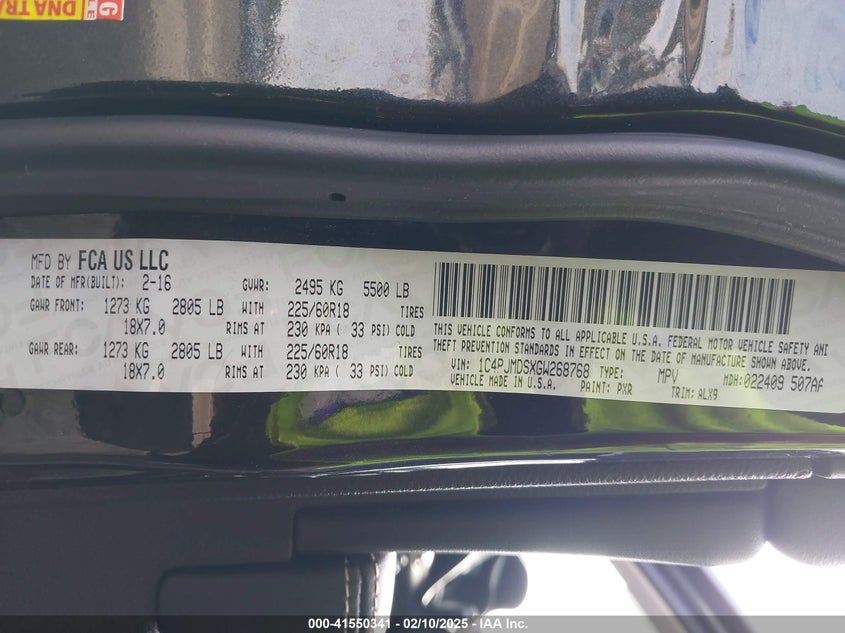 G
LE
DNA TRA
MFD BY FCA US LLC
DATE OF MFR(BUILT): 2-16 GVWR: 2495 KG 5500 LB
GAWR FRONT: 1273 KG 2805 LB WITH 225/60R18 TIRES
18X7.0 RIMS AT 230 KPA ( 33 PSI) COLD
GAWR REAR: 1273 KG 2805 LB WITH 225/60R18 TIRES
18X7.0 RIMS AT 230 KPA ( 33 PSI) COLD
THIS VEHICLE CONFORMS TO ALL APPLICABLE U.S.A. FEDERAL MOTOR VEHICLE SAFETY AND
THEFT PREVENTION STANDARDS IN EFFECT ON THE DATE OF MANUFACTURE SHOWN ABOVE.
VIN: 1C4PJMDSXGW268768 TYPE: MPV MDH: 022409 507AF
VEHICLE MADE IN U.S.A. PAINT: PXR TRIM: ALX9
000-41550341 - 02/10/2025 - IAA Inc.